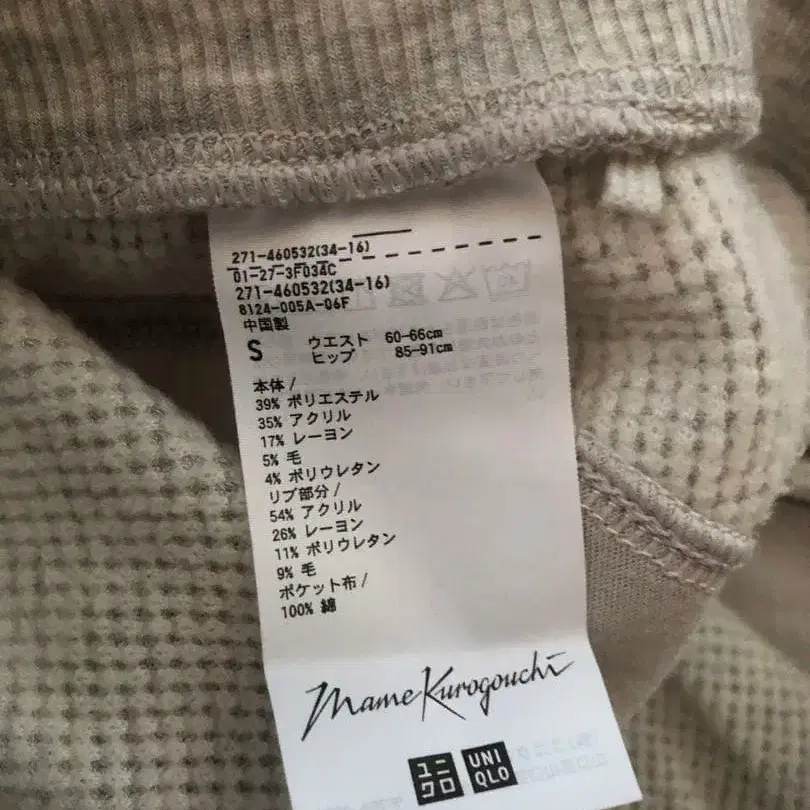 271-460532(34-16)
01-27-3F034C
271-460532(34-16)
8124-005A-06F
中国製
S ウエスト 60-66cm
ヒップ 85-91cm
本体/
39% ポリエステル
35% アクリル
17% レーヨン
5% 毛
4% ポリウレタン
リブ部分/
54% アクリル
26% レーヨン
11% ポリウレタン
9% 毛
ポケット布/
100% 綿
Mame Kurogouchi
ユニ
クロ
UNI
QLO